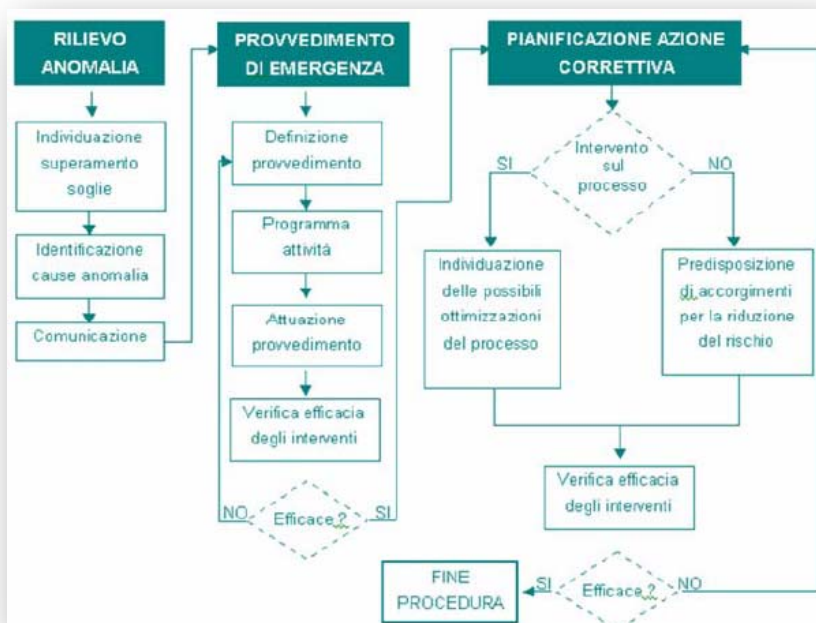 RILIEVO
ANOMALIA
Individuazione
superamento
soglie
Identificazione
cause anomalia
Comunicazione
PROVVEDIMENTO
DI EMERGENZA
Definizione
provvedimento
Programma
attività
Attuazione
provvedimento
Verifica efficacia
degli interventi
NO
Efficace ?
SI
PIANIFICAZIONE AZIONE
CORRETTIVA
SI
Intervento
sul
processo
NO
Individuazione
delle possibili
ottimizzazioni
del processo
Predisposizione
di accorgimenti
per la riduzione
del rischio
Verifica efficacia
degli interventi
FINE
PROCEDURA
SI
Efficace ?
NO